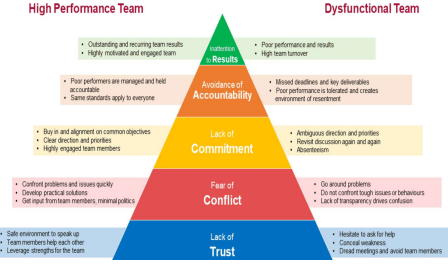 High Performance Team
Dysfunctional Team
• Outstanding and recurring team results
• Highly motivated and engaged team
Inattention
to Results
• Poor performance and results
• High team turnover
• Poor performers are managed and held
accountable
• Same standards apply to everyone
Avoidance of
Accountability
• Missed deadlines and key deliverables
• Poor performance is tolerated and creates
environment of resentment
• Buy in and alignment on common objectives
• Clear direction and priorities
• Highly engaged team members
Lack of
Commitment
• Ambiguous direction and priorities
• Revisit discussion again and again
• Absenteeism
• Confront problems and issues quickly
• Develop practical solutions
• Get input from team members, minimal politics
Fear of
Conflict
• Go around problems
• Do not confront tough issues or behaviours
• Lack of transparency drives confusion
• Safe environment to speak up
• Team members help each other
• Leverage strengths for the team
Lack of
Trust
• Hesitate to ask for help
• Conceal weakness
• Dread meetings and avoid team members